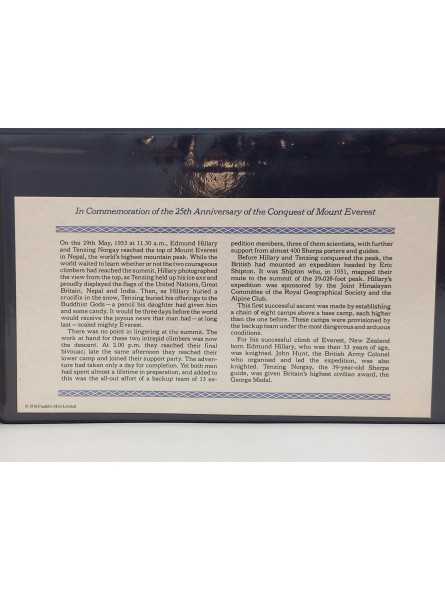 In Commemoration of the 25th Anniversary of the Conquest of Mount Everest
On the 29th May, 1953 at 11.30 a.m., Edmund Hillary
and Tenzing Norgay reached the top of Mount Everest
in Nepal, the world's highest mountain peak. While the
world waited to learn whether or not the two courageous
climbers had reached the summit, Hillary photographed
the view from the top, as Tenzing held up his ice axe and
proudly displayed the flags of the United Nations, Great
Britain, Nepal and India. Then, as Hillary buried a
crucifix in the snow, Tenzing buried his offerings to the
Buddhist Gods—a pencil his daughter had given him
and some candy. It would be three days before the world
would receive the joyous news that man had—at long
last—scaled mighty Everest.
There was no point in lingering at the summit. The
work at hand for these two intrepid climbers was now
the descent. At 2.00 p.m. they reached their final
bivouac; late the same afternoon they reached their
lower camp and joined their support party. The adven-
ture had taken only a day for completion. Yet both men
had spent almost a lifetime in preparation, and added to
this was the all-out effort of a backup team of 13 ex-
pedition members, three of them scientists, with further
support from almost 400 Sherpa porters and guides.
Before Hillary and Tenzing conquered the peak, the
British had mounted an expedition headed by Eric
Shipton. It was Shipton who, in 1951, mapped their
route to the summit of the 29,028-foot peak. Hillary's
expedition was sponsored by the Joint Himalayan
Committee of the Royal Geographical Society and the
Alpine Club.
This first successful ascent was made by establishing
a chain of eight camps above a base camp, each higher
than the one before. These camps were provisioned by
the backup team under the most dangerous and arduous
conditions.
For his successful climb of Everest, New Zealand
born Edmund Hillary, who was then 33 years of age,
was knighted. John Hunt, the British Army Colonel
who organised and led the expedition, was also
knighted. Tenzing Norgay, the 39-year-old Sherpa
guide, was given Britain's highest civilian award, the
George Medal.
© 1978 Franklin Mint Limited